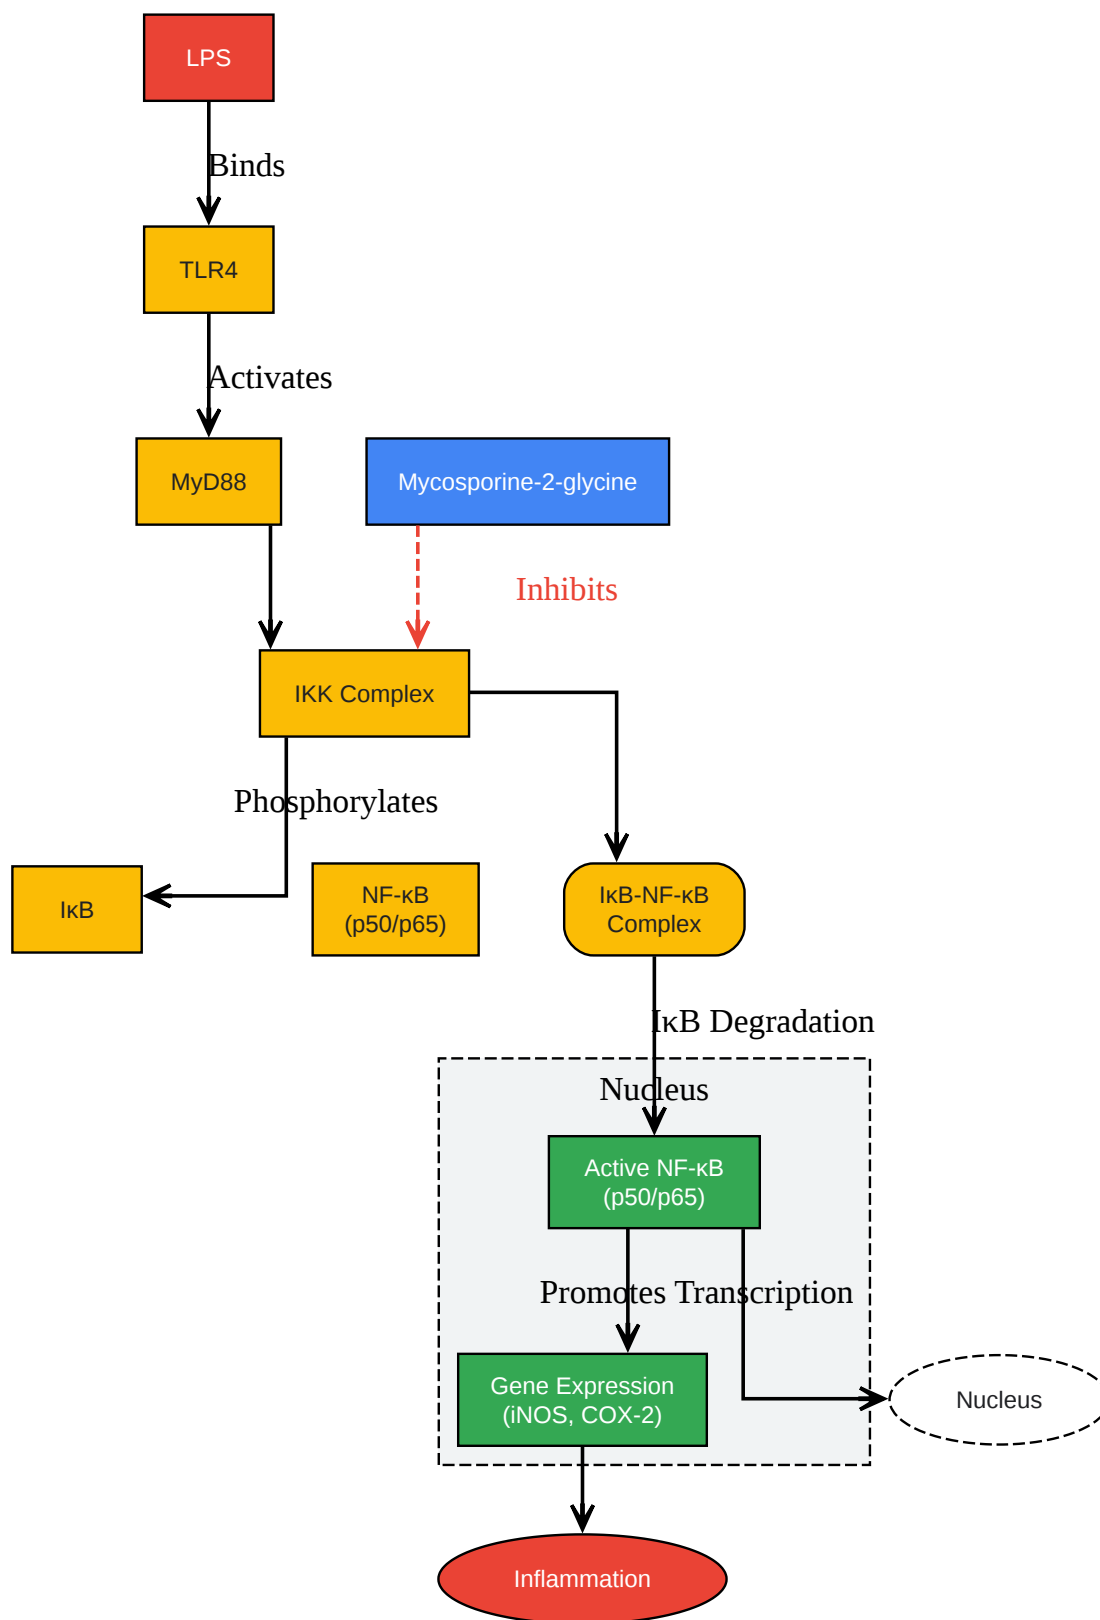 LPS
Binds
TLR4
Activates
MyD88
Mycosporine-2-glycine
Inhibits
IKK Complex
Phosphorylates
IκB
NF-κB
(p50/p65)
IκB-NF-κB
Complex
IκB Degradation
Nucleus
Active NF-κB
(p50/p65)
Promotes Transcription
Gene Expression
(iNOS, COX-2)
Nucleus
Inflammation